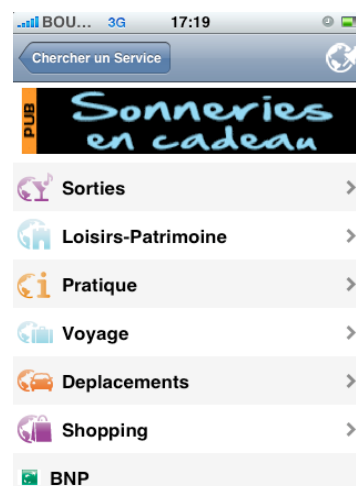 BOU... 3G 17:19
Chercher un Service
PUB
Sonneries
en cadeau
Sorties
Loisirs-Patrimoine
Pratique
Voyage
Deplacements
Shopping
BNP